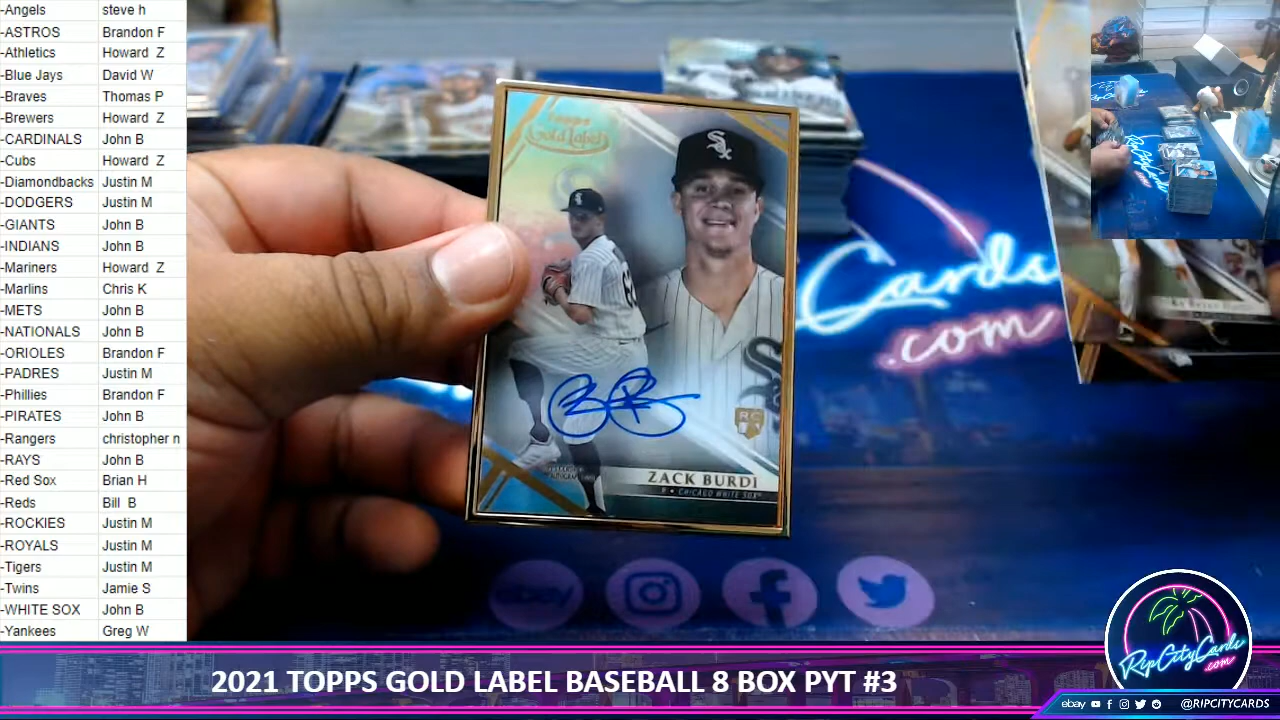 -Angels steve h
-ASTROS Brandon F
-Athletics Howard Z
-Blue Jays David W
-Braves Thomas P
-Brewers Howard Z
-CARDINALS John B
-Cubs Howard Z
-Diamondbacks Justin M
-DODGERS Justin M
-GIANTS John B
-INDIANS John B
-Mariners Howard Z
-Marlins Chris K
-METS John B
-NATIONALS John B
-ORIOLES Brandon F
-PADRES Justin M
-Phillies Brandon F
-PIRATES John B
-Rangers christopher n
-RAYS John B
-Red Sox Brian H
-Reds Bill B
-ROCKIES Justin M
-ROYALS Justin M
-Tigers Justin M
-Twins Jamie S
-WHITE SOX John B
-Yankees Greg W
Topps
Gold Label
Sox
RC
ZACK BURDI
P • CHICAGO WHITE SOX
Cards
.com
ebay
RipCityCards
.com
2021 TOPPS GOLD LABEL BASEBALL 8 BOX PYT #3
ebay @RIPCITYCARDS